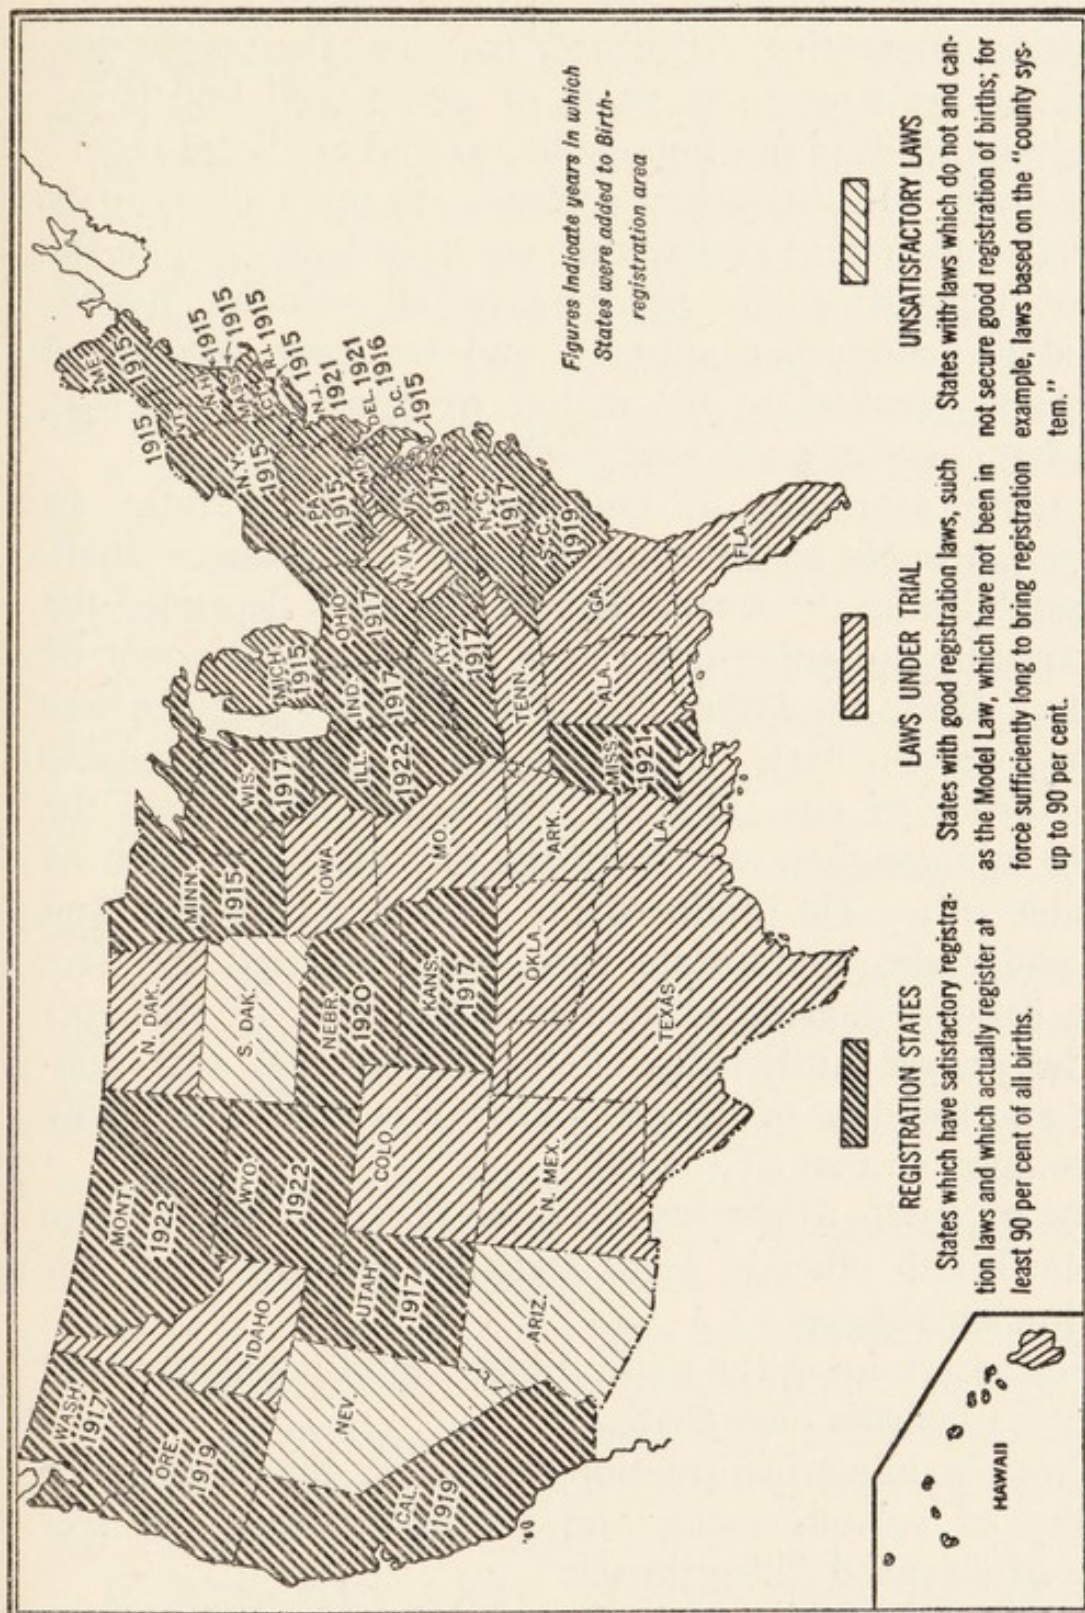 WASH.
1917
ORE.
1919
CAL.
1919
NEV.
IDAHO
MONT.
1922
WYO.
1922
UTAH
1917
ARIZ.
COLO.
N. MEX.
N. DAK.
S. DAK.
NEBR.
1920
KANS.
1917
OKLA.
TEXAS
MINN.
1915
IOWA
MO.
ARK.
LA.
WIS.
1917
ILL.
1922
MICH.
1915
IND.
1917
OHIO
1917
KY.
1917
TENN.
MISS.
1921
ALA.
GA.
FLA.
S. C.
1919
N. C.
1917
VA.
1917
W.VA.
PA.
1915
N.Y.
1915
ME.
1915
VT.
1915
N.H. 1915
MASS. 1915
R.I. 1915
CT.
1915
N.J.
1921
DEL. 1921
MD.
1916
D.C.
1915
Figures Indicate years in which
States were added to Birth-
registration area
HAWAII
REGISTRATION STATES
States which have satisfactory registra-
tion laws and which actually register at
least 90 per cent of all births.
LAWS UNDER TRIAL
States with good registration laws, such
as the Model Law, which have not been in
force sufficiently long to bring registration
up to 90 per cent.
UNSATISFACTORY LAWS
States with laws which do not and can-
not secure good registration of births; for
example, laws based on the "county sys-
tem."